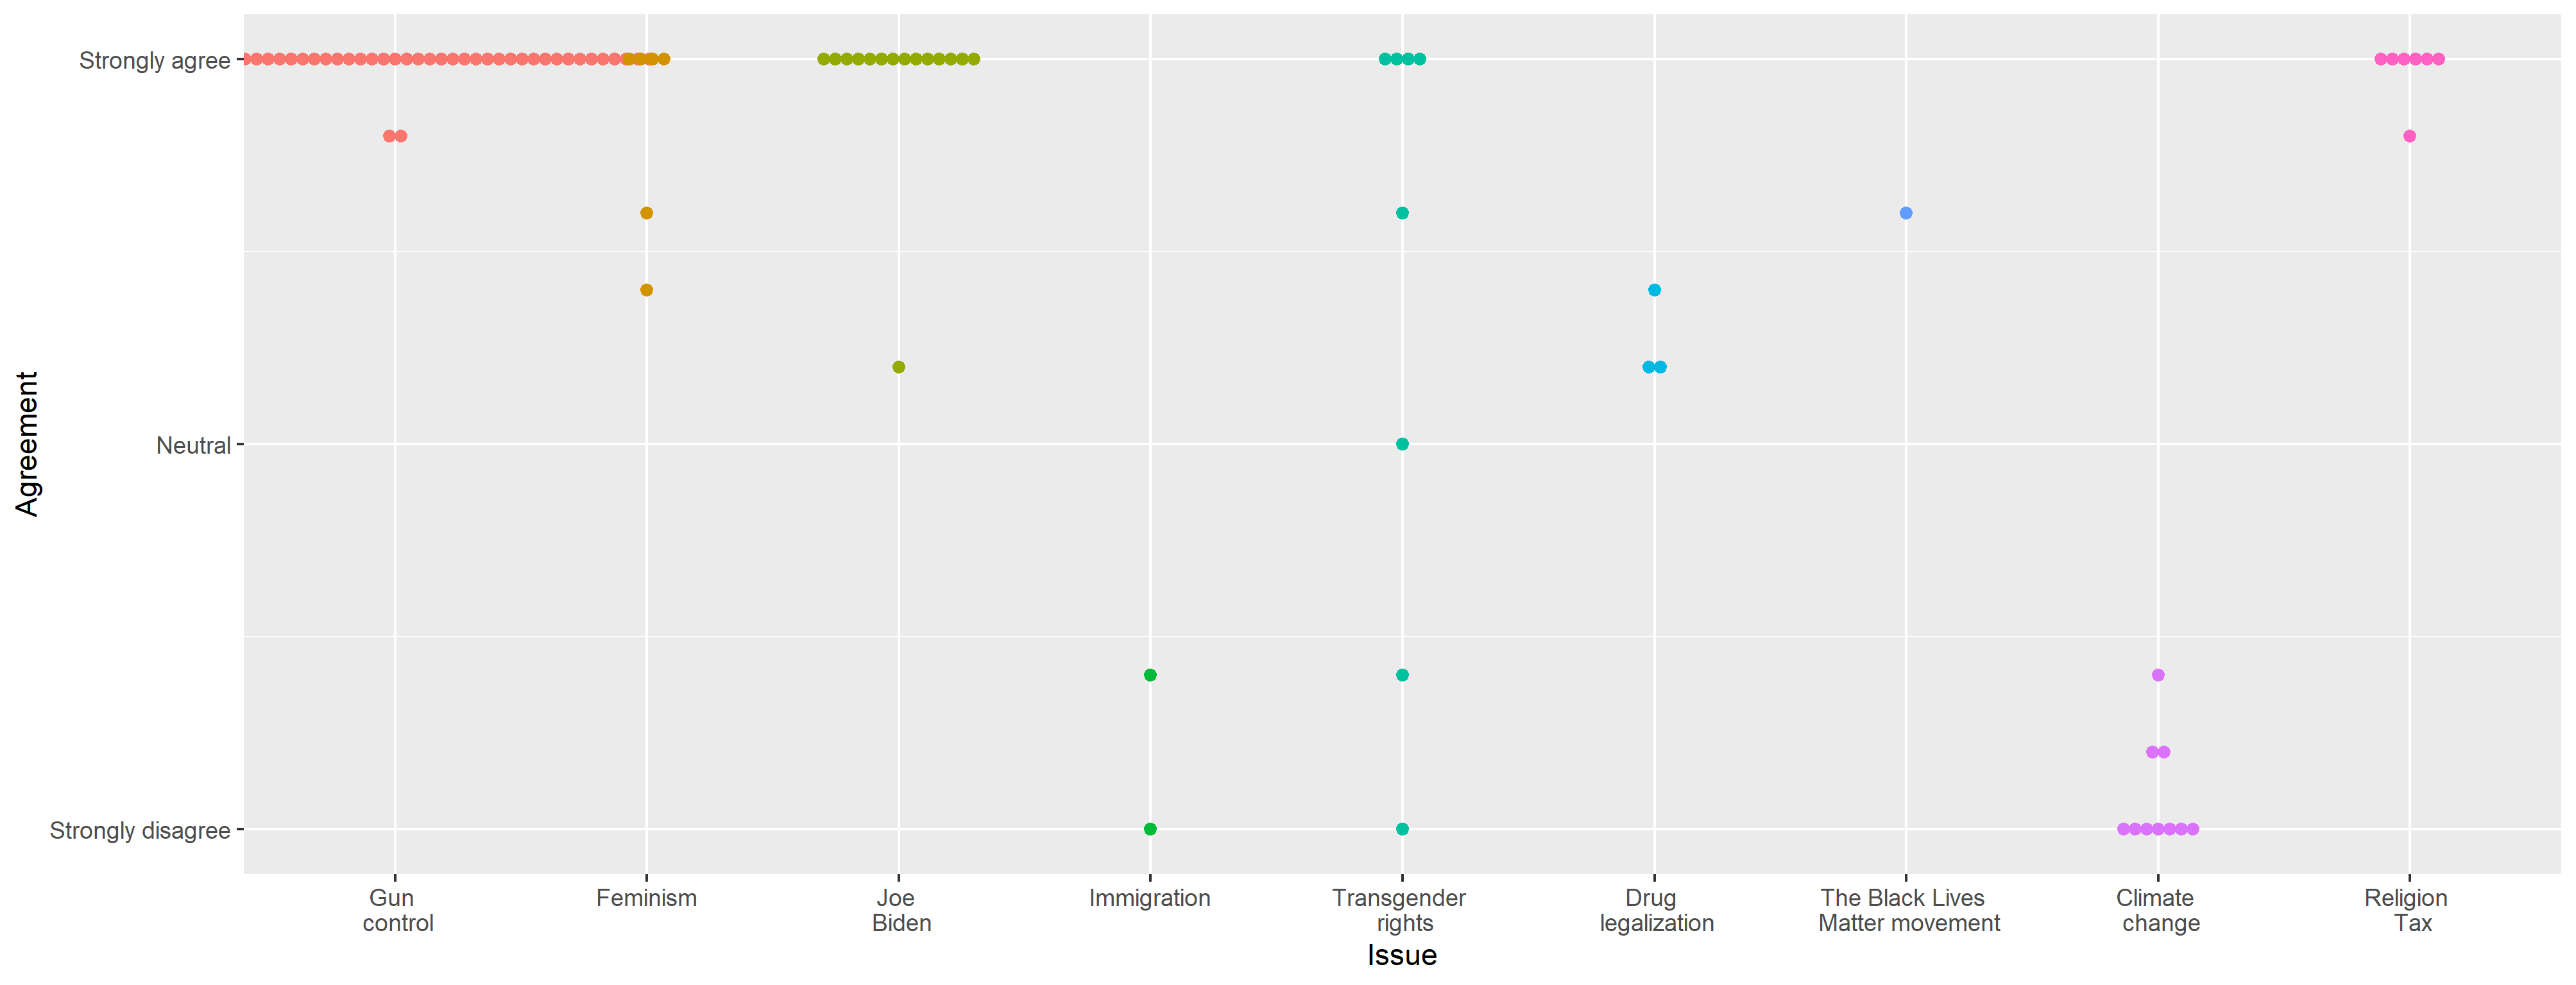 Strongly agree
Neutral
Strongly disagree
Agreement
Gun
control
Feminism
Joe
Biden
Immigration
Transgender
rights
Drug
legalization
The Black Lives
Matter movement
Climate
change
Religion
Tax
Issue